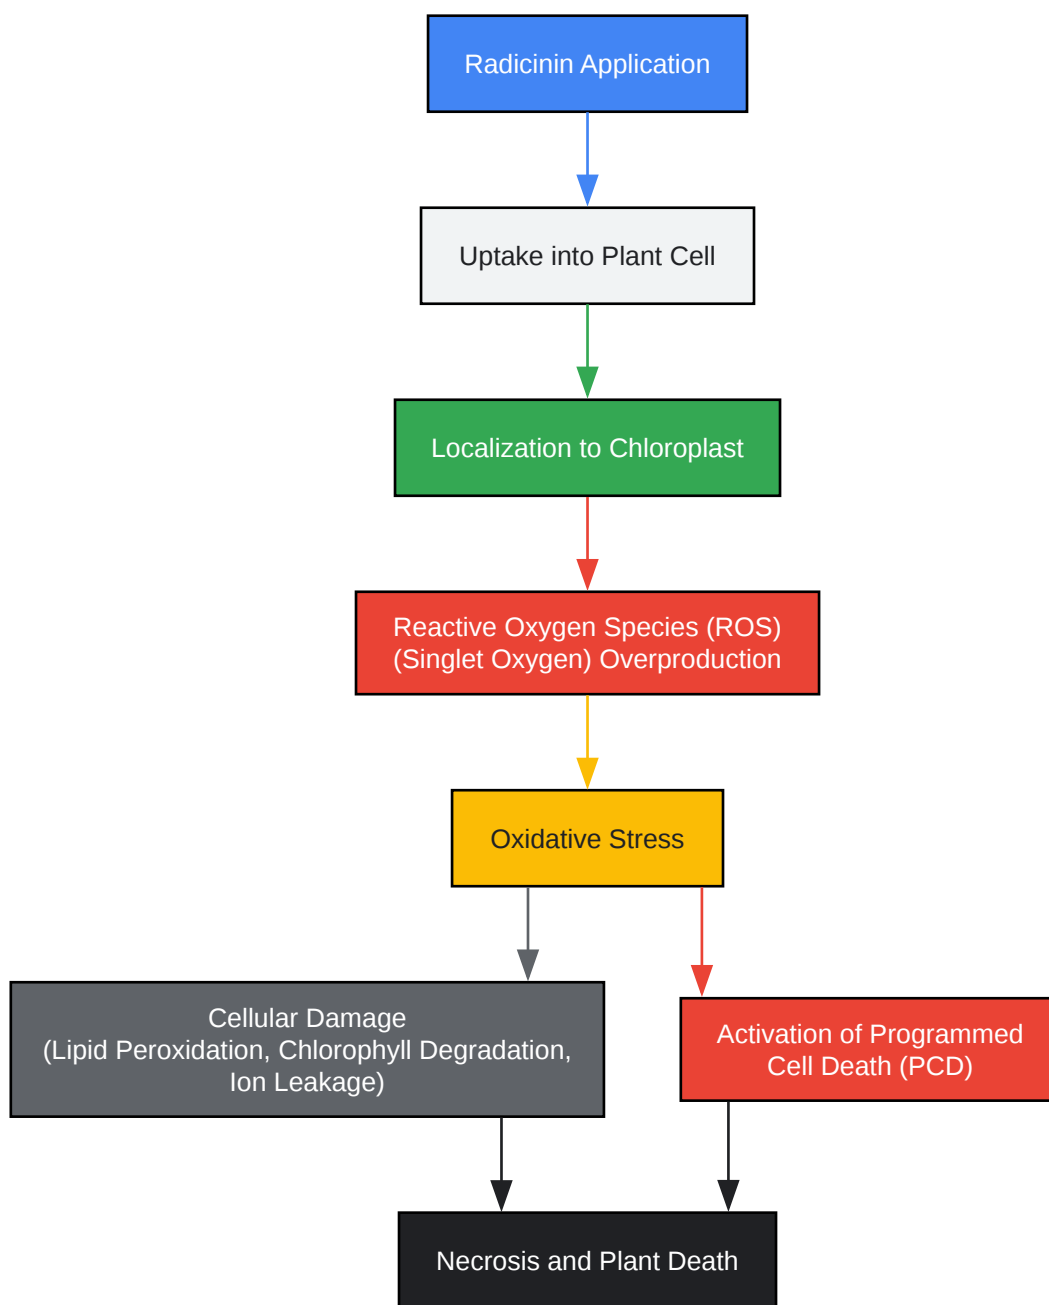 Radicinin Application
Uptake into Plant Cell
Localization to Chloroplast
Reactive Oxygen Species (ROS)
(Singlet Oxygen) Overproduction
Oxidative Stress
Cellular Damage
(Lipid Peroxidation, Chlorophyll Degradation,
Ion Leakage)
Activation of Programmed
Cell Death (PCD)
Necrosis and Plant Death